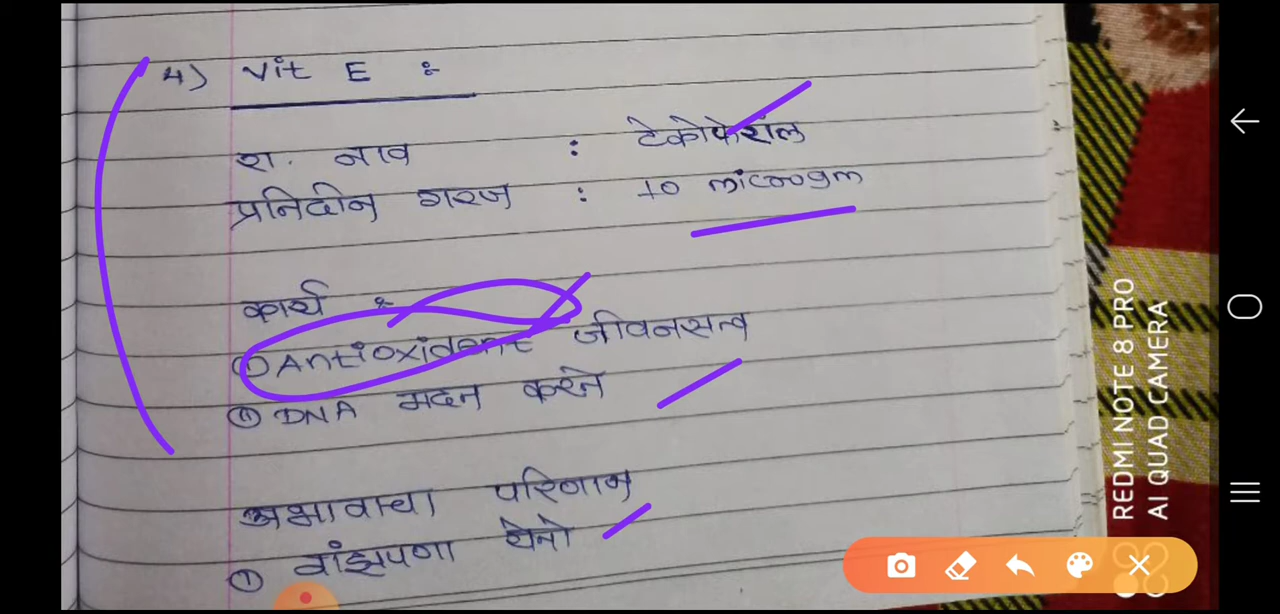 4) Vit E :-
शा. नाव : टेकोफेरॉल
प्रतिदीन गरज : 10 microgm
कार्य :-
① Antioxident जीवनसत्व
② DNA मदत करते
अभावाचा परिणाम
① वांझपणा येतो
REDMI NOTE 8 PRO
AI QUAD CAMERA